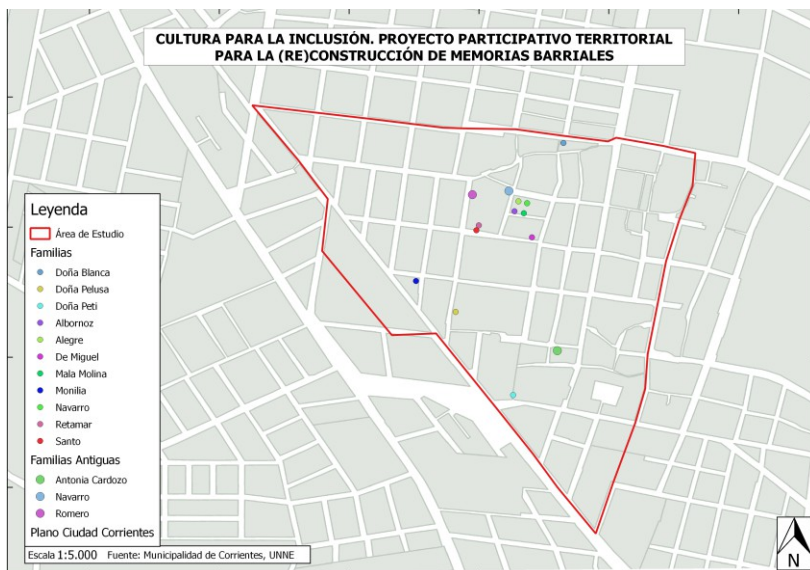 CULTURA PARA LA INCLUSIÓN. PROYECTO PARTICIPATIVO TERRITORIAL
PARA LA (RE)CONSTRUCCIÓN DE MEMORIAS BARRIALES
Leyenda
Área de Estudio
Familias
Doña Blanca
Doña Pelusa
Doña Peti
Albornoz
Alegre
De Miguel
Mala Molina
Monilia
Navarro
Retamar
Santo
Familias Antiguas
Antonia Cardozo
Navarro
Romero
Plano Ciudad Corrientes
Escala 1:5.000 Fuente: Municipalidad de Corrientes, UNNE
N